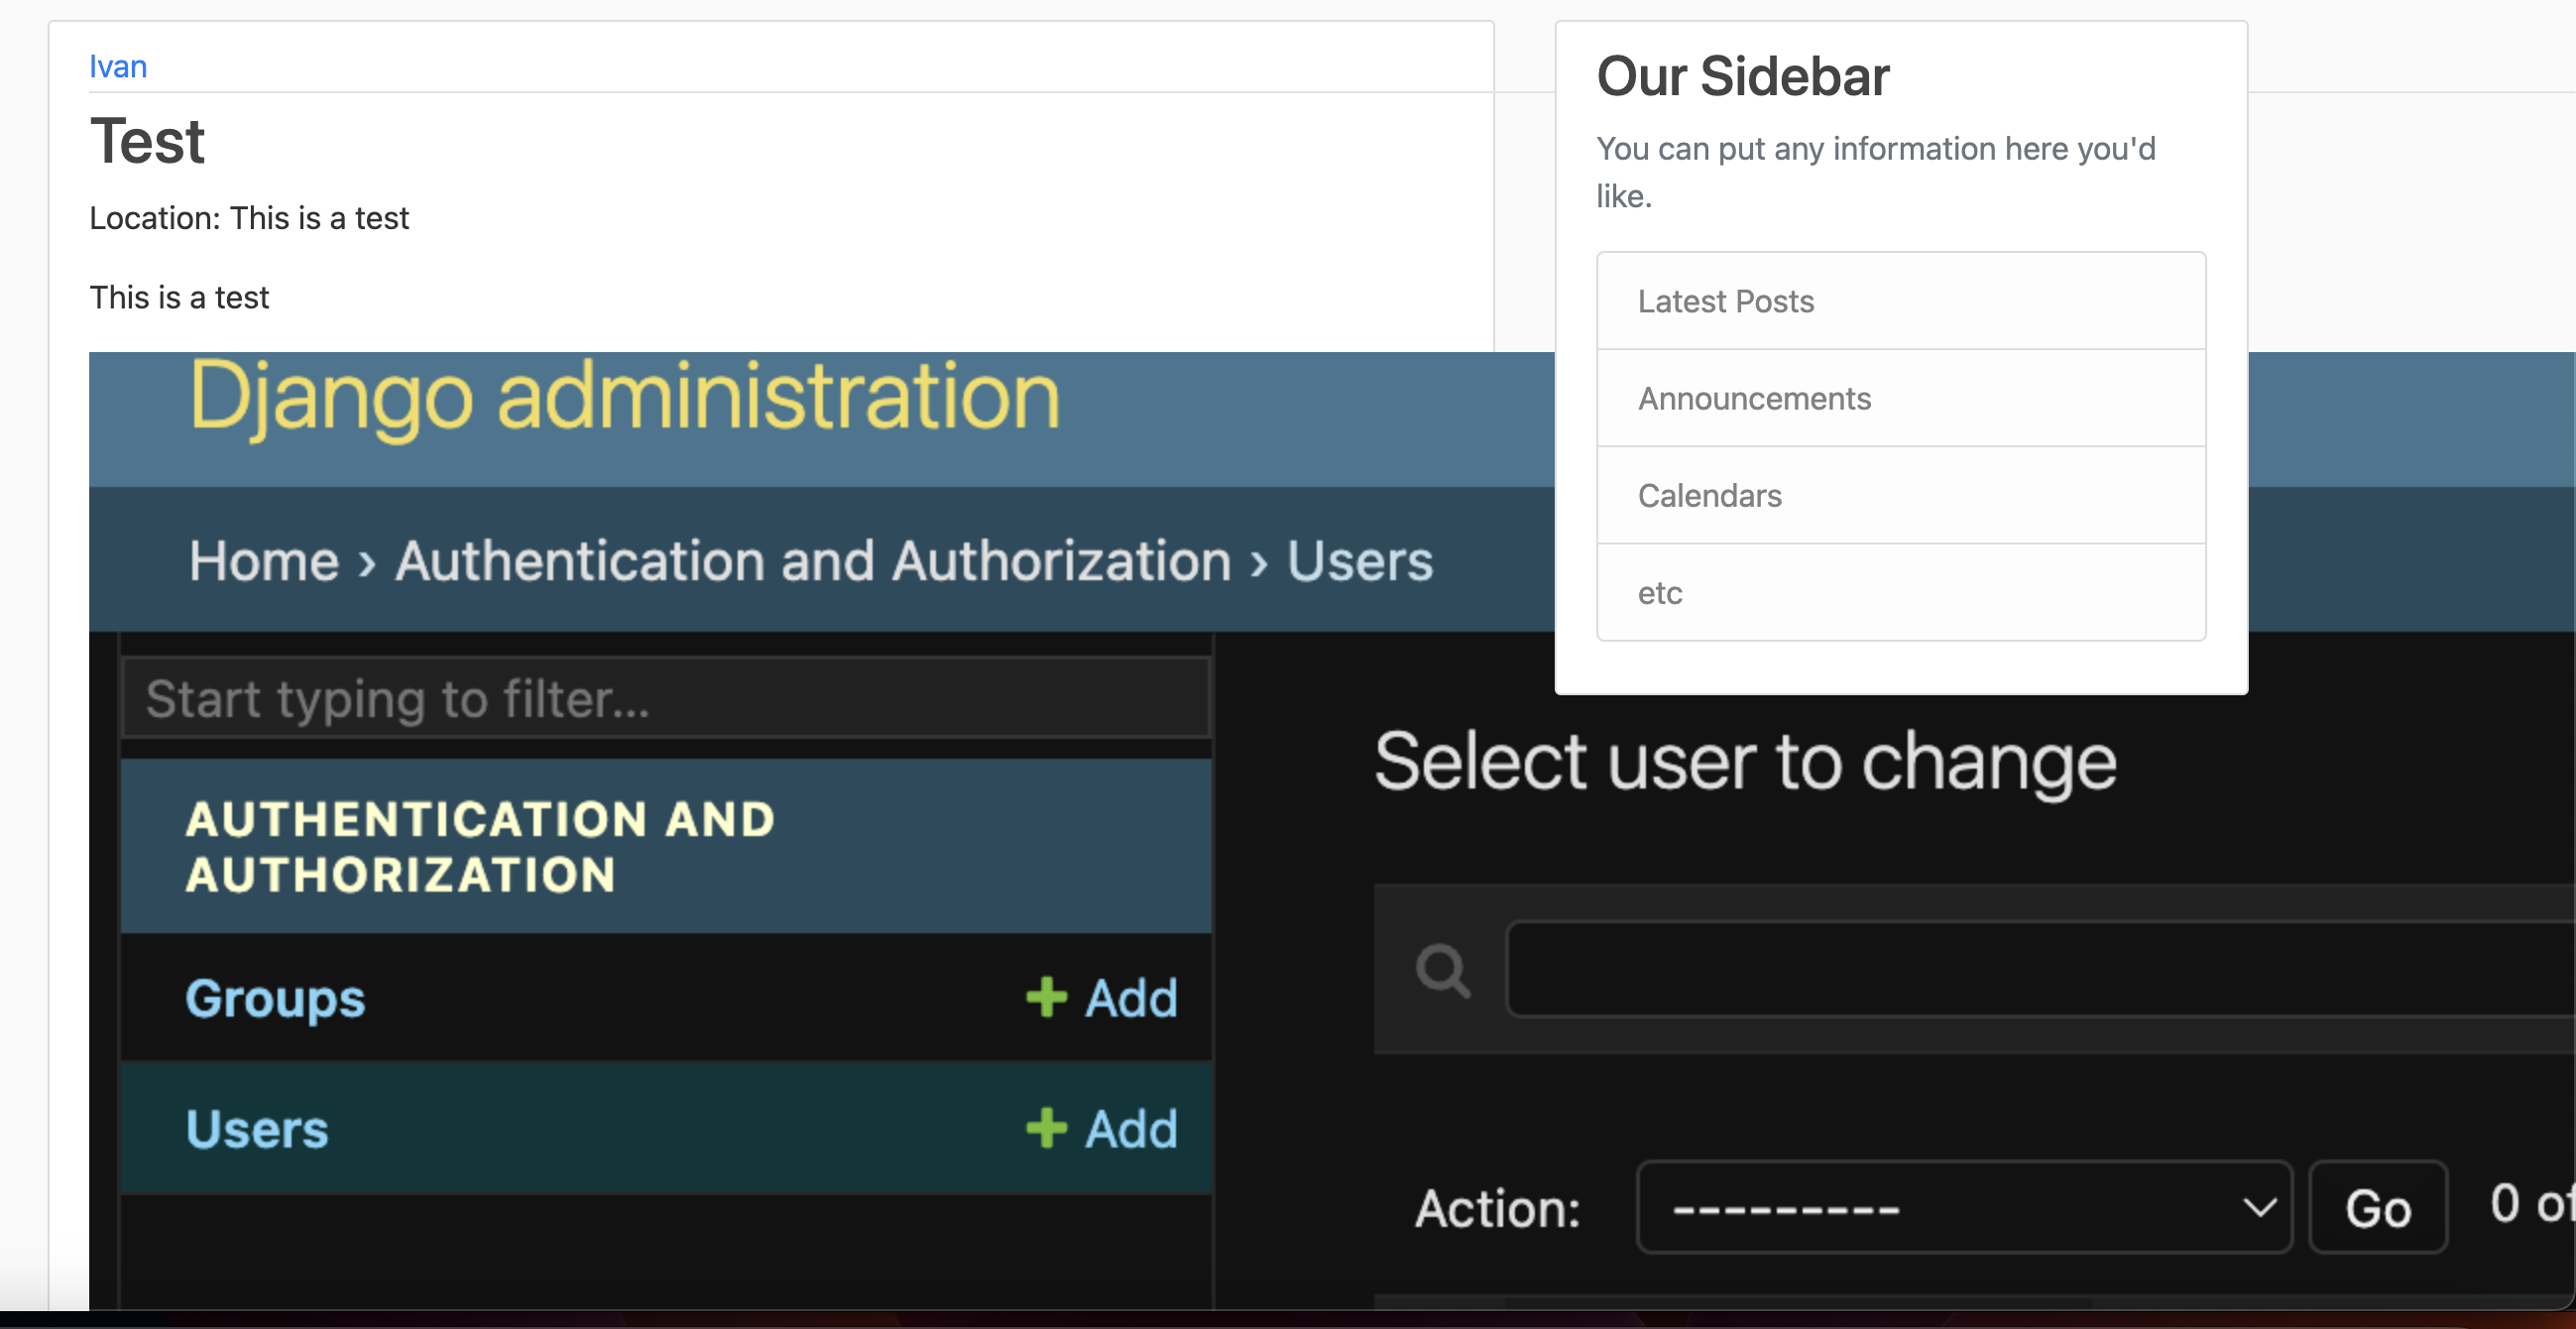 Ivan
Test
Location: This is a test
This is a test
Our Sidebar
You can put any information here you'd
like.
Latest Posts
Announcements
Calendars
etc
Django administration
Home › Authentication and Authorization › Users
Start typing to filter...
AUTHENTICATION AND
AUTHORIZATION
Groups
+ Add
Users
+ Add
Select user to change
Action:
---------
Go
0 of